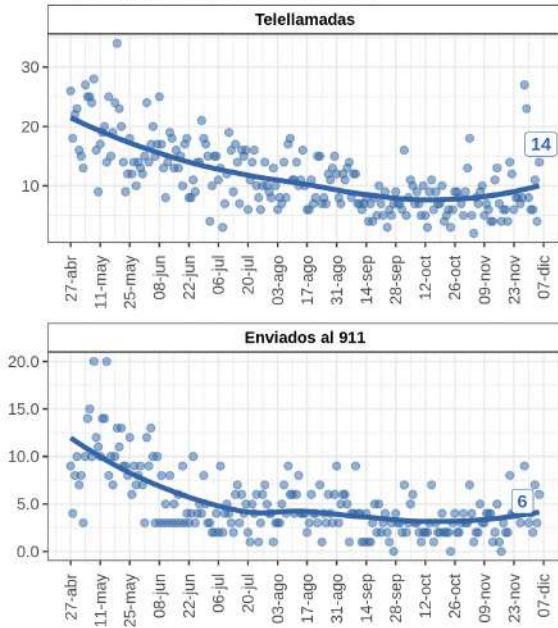 Telellamadas
30
20
10
14
27-abr
11-may
25-may
08-jun
22-jun
06-jul
20-jul
03-ago
17-ago
31-ago
14-sep
28-sep
12-oct
26-oct
09-nov
23-nov
07-dic
Enviados al 911
20.0
15.0
10.0
5.0
0.0
6
27-abr
11-may
25-may
08-jun
22-jun
06-jul
20-jul
03-ago
17-ago
31-ago
14-sep
28-sep
12-oct
26-oct
09-nov
23-nov
07-dic